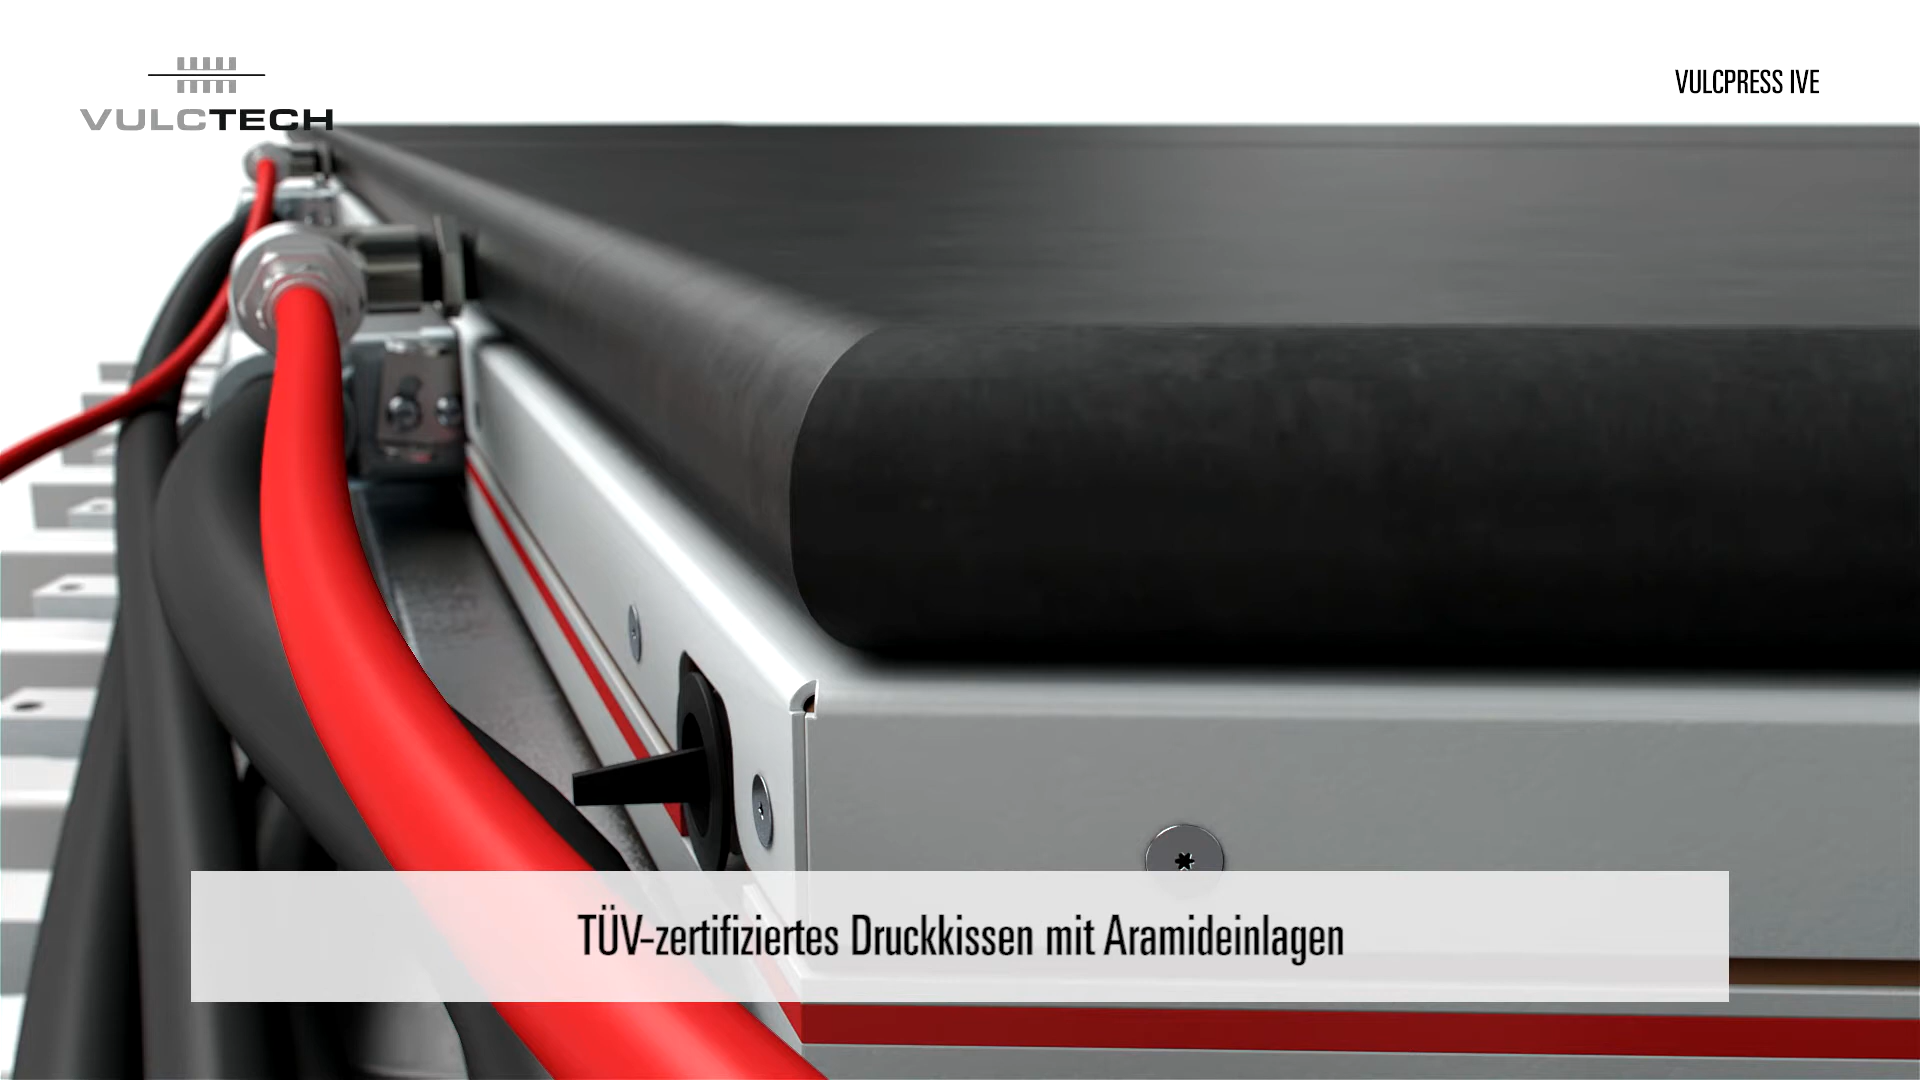 VULCTECH
VULCPRESS IVE
TÜV-zertifiziertes Druckkissen mit Aramideinlagen